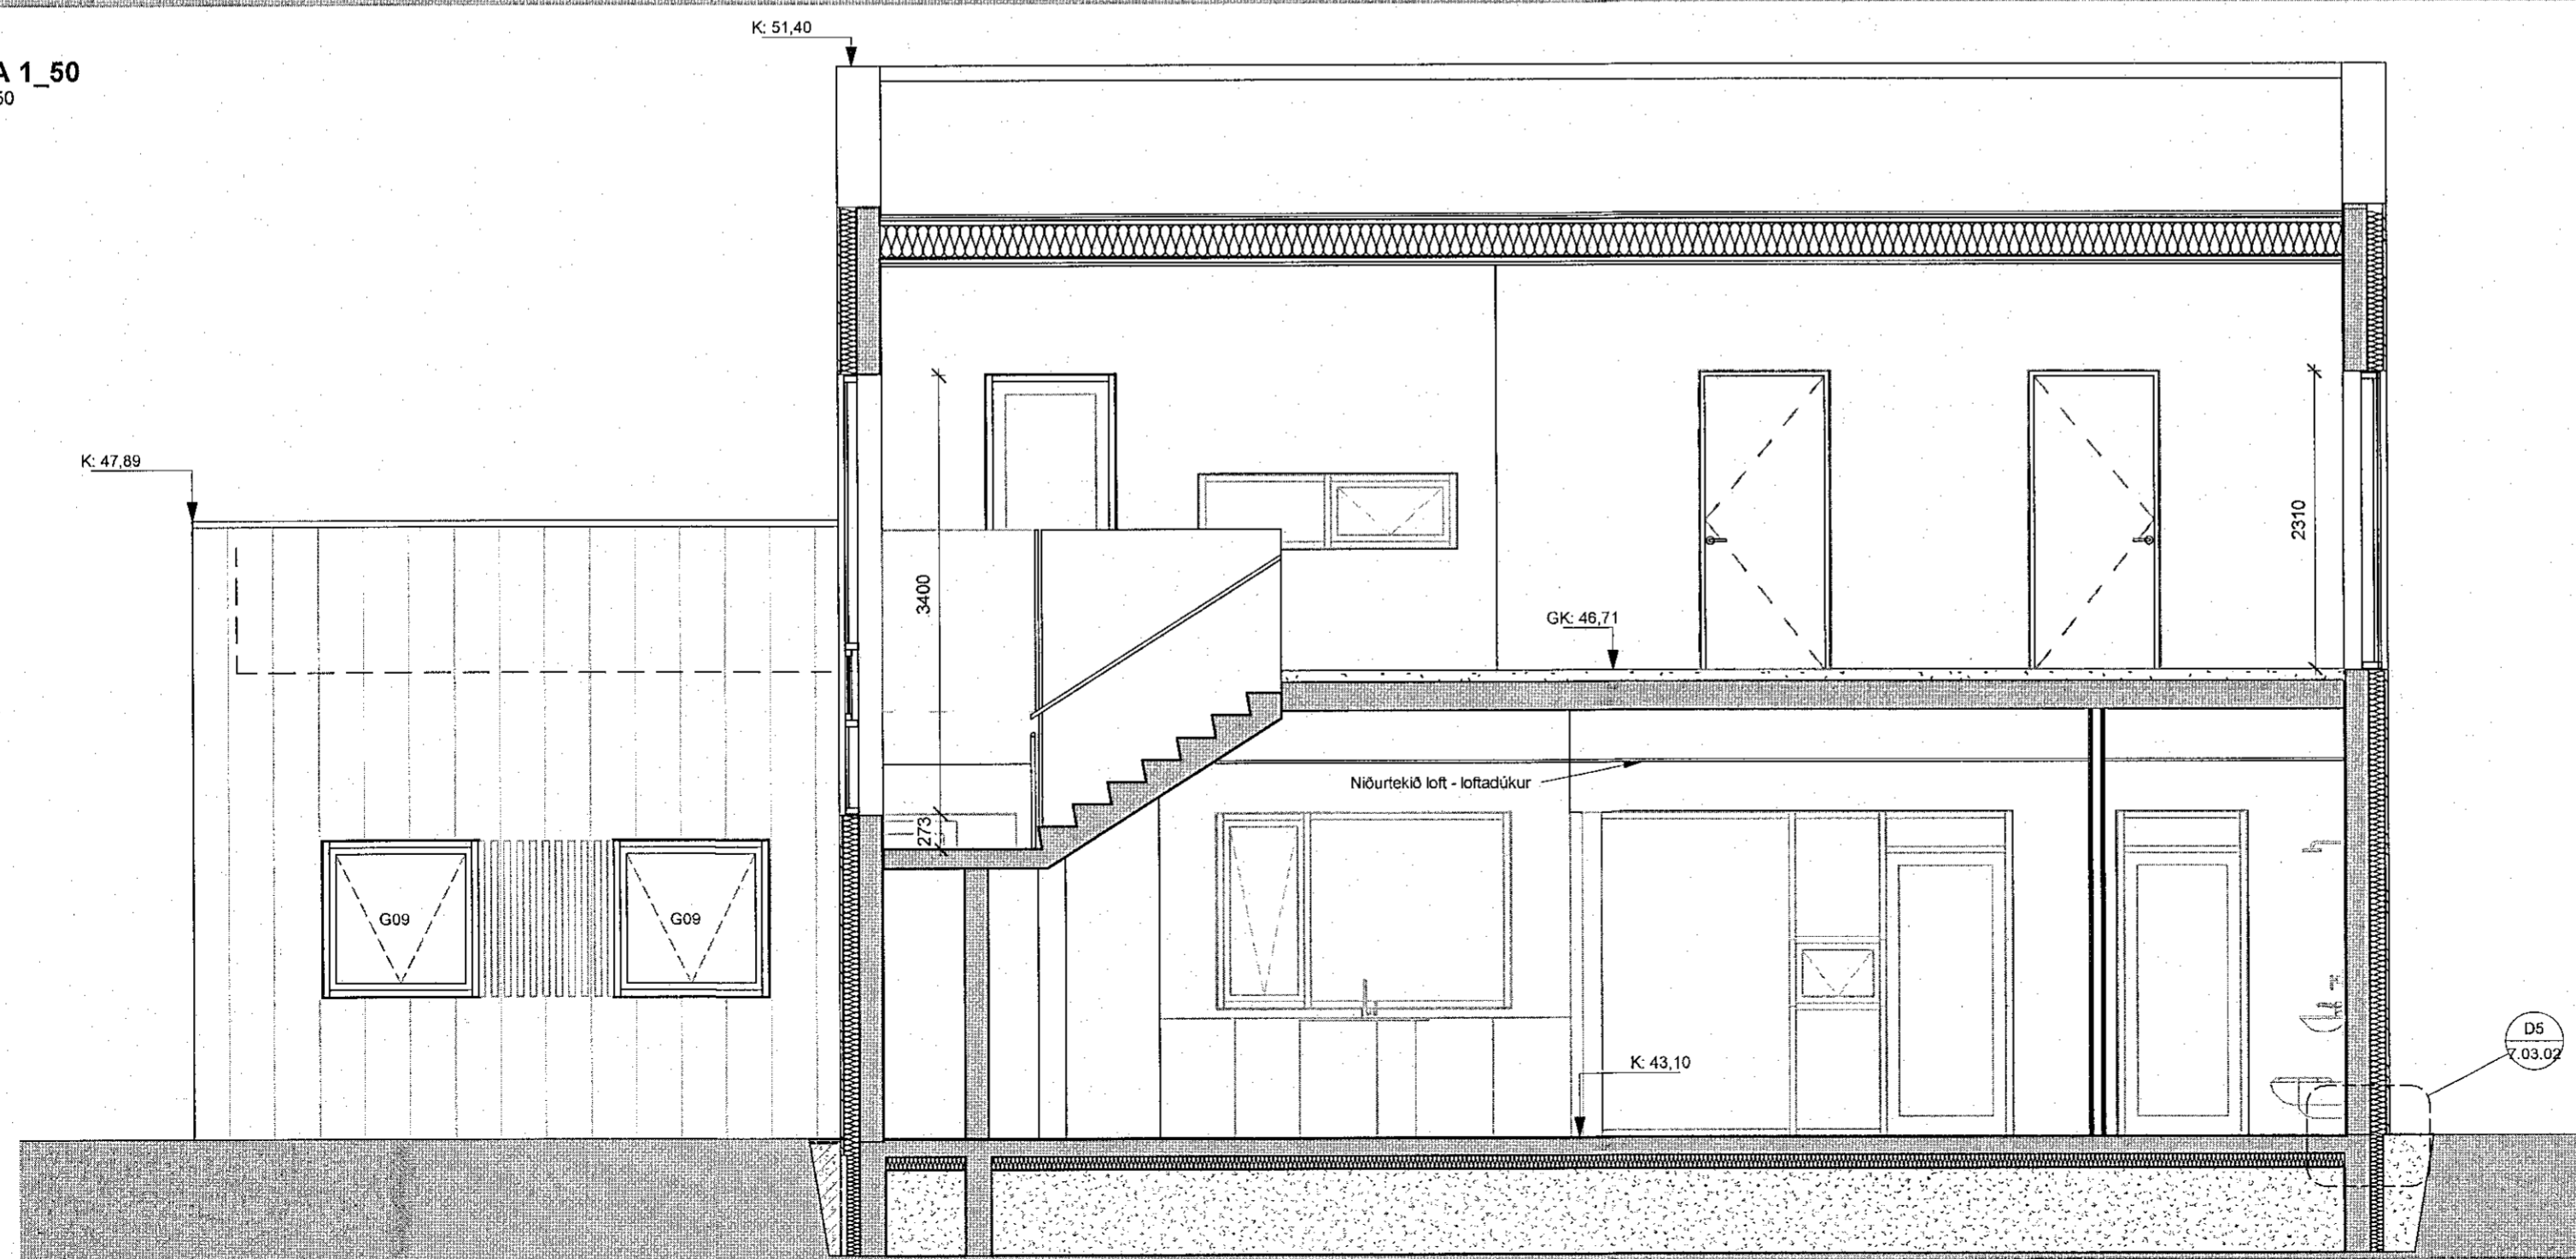 K: 51,40
A 1_50
50
K: 47,89
3400
2310
GK: 46,71
Niðurtekið loft - loftadúkur
273
G09
G09
D5
7.03.02
K: 43,10